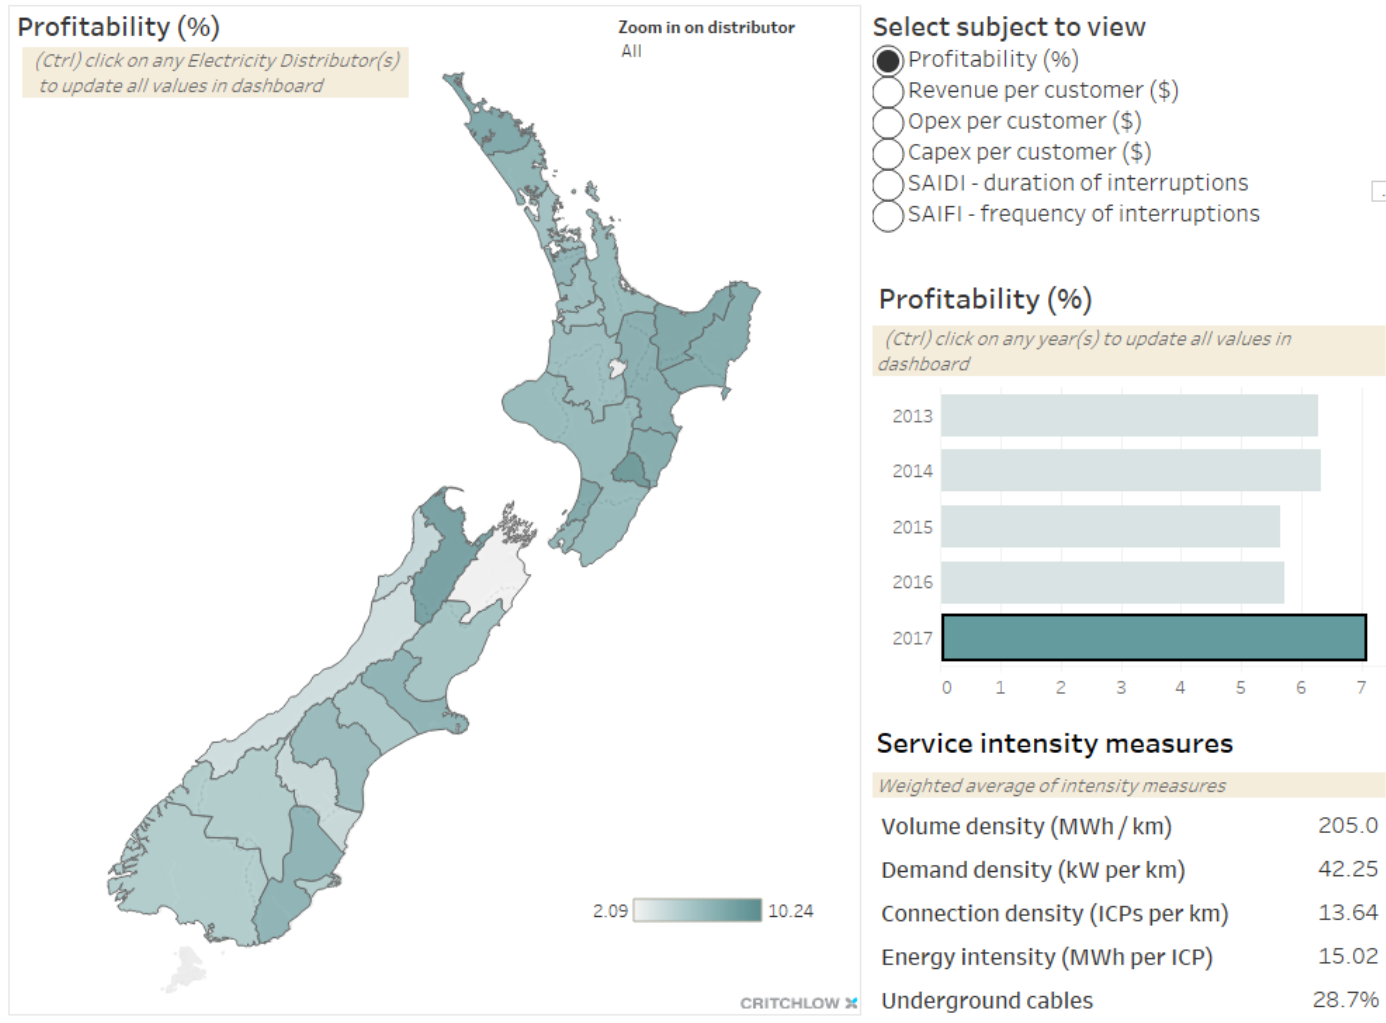 Profitability (%)
(Ctrl) click on any Electricity Distributor(s)
to update all values in dashboard
Zoom in on distributor
All
2.09
10.24
CRITCHLOW
Select subject to view
Profitability (%)
Revenue per customer ($)
Opex per customer ($)
Capex per customer ($)
SAIDI - duration of interruptions
SAIFI - frequency of interruptions
Profitability (%)
(Ctrl) click on any year(s) to update all values in
dashboard
2013
2014
2015
2016
2017
0 1 2 3 4 5 6 7
Service intensity measures
Weighted average of intensity measures
Volume density (MWh / km) 205.0
Demand density (kW per km) 42.25
Connection density (ICPs per km) 13.64
Energy intensity (MWh per ICP) 15.02
Underground cables 28.7%